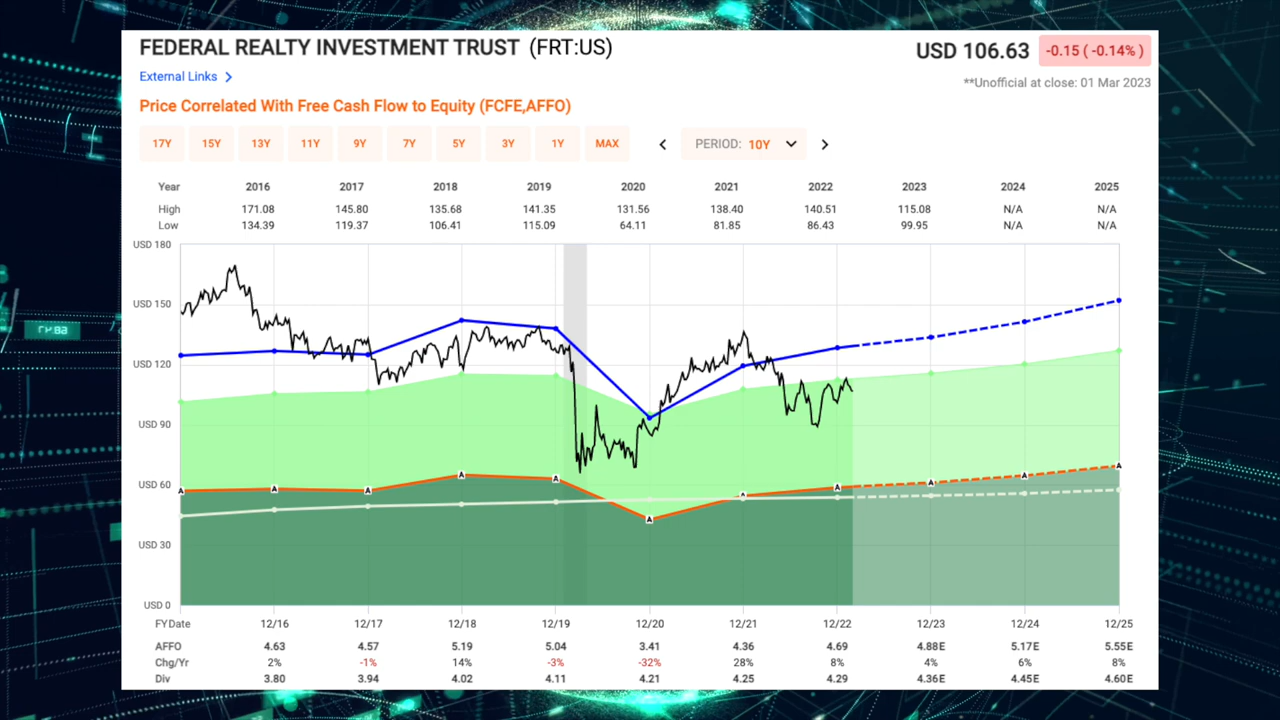 FEDERAL REALTY INVESTMENT TRUST (FRT:US)
USD 106.63 -0.15 ( -0.14% )
External Links
**Unofficial at close: 01 Mar 2023
Price Correlated With Free Cash Flow to Equity (FCFE,AFFO)
17Y 15Y 13Y 11Y 9Y 7Y 5Y 3Y 1Y MAX PERIOD: 10Y
Year 2016 2017 2018 2019 2020 2021 2022 2023 2024 2025
High 171.08 145.80 135.68 141.35 131.56 138.40 140.51 115.08 N/A N/A
Low 134.39 119.37 106.41 115.09 64.11 81.85 86.43 99.95 N/A N/A
USD 180
USD 150
USD 120
USD 90
USD 60
USD 30
USD 0
FYDate 12/16 12/17 12/18 12/19 12/20 12/21 12/22 12/23 12/24 12/25
AFFO 4.63 4.57 5.19 5.04 3.41 4.36 4.69 4.88E 5.17E 5.55E
Chg/Yr 2% -1% 14% -3% -32% 28% 8% 4% 6% 8%
Div 3.80 3.94 4.02 4.11 4.21 4.25 4.29 4.36E 4.45E 4.60E